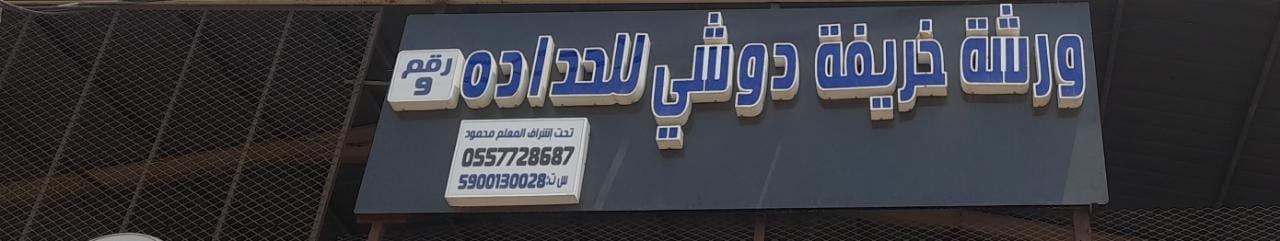 ورشة خريفة دوشي للحداده
رقم
9
تحت إشراف المعلم محمود
0557728687
س ت: 5900130028